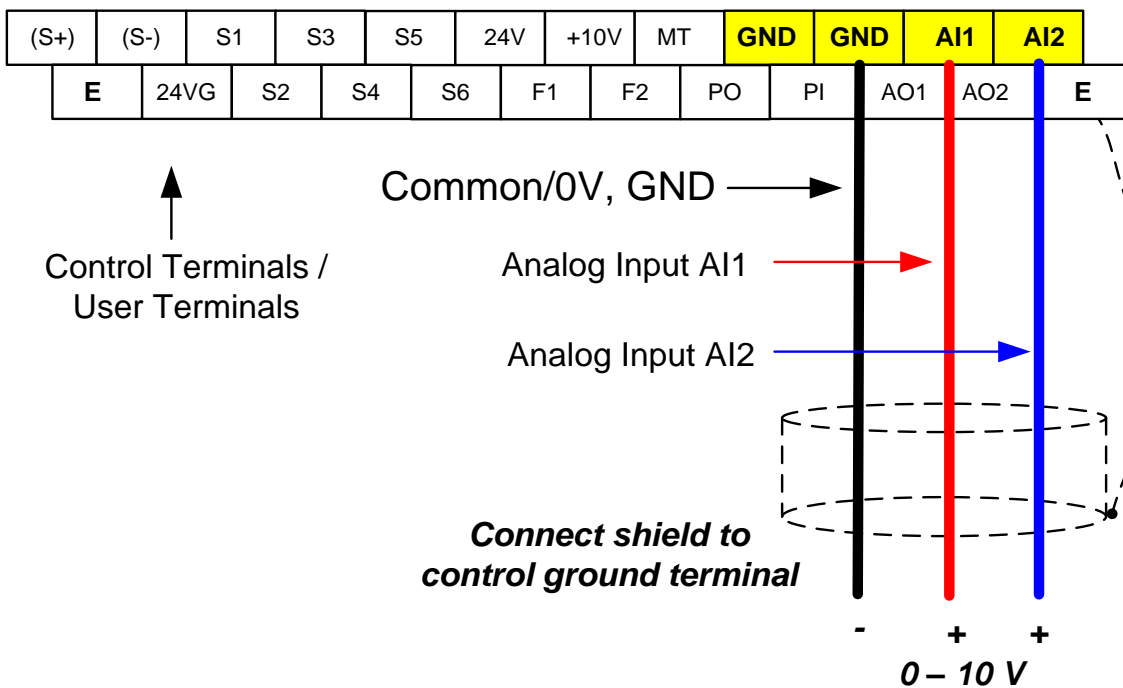 (S+) (S-) S1 S3 S5 24V +10V MT GND GND AI1 AI2
E 24VG S2 S4 S6 F1 F2 PO PI AO1 AO2 E
Common/0V, GND
Control Terminals /
User Terminals
Analog Input AI1
Analog Input AI2
Connect shield to
control ground terminal
- + +
0 – 10 V